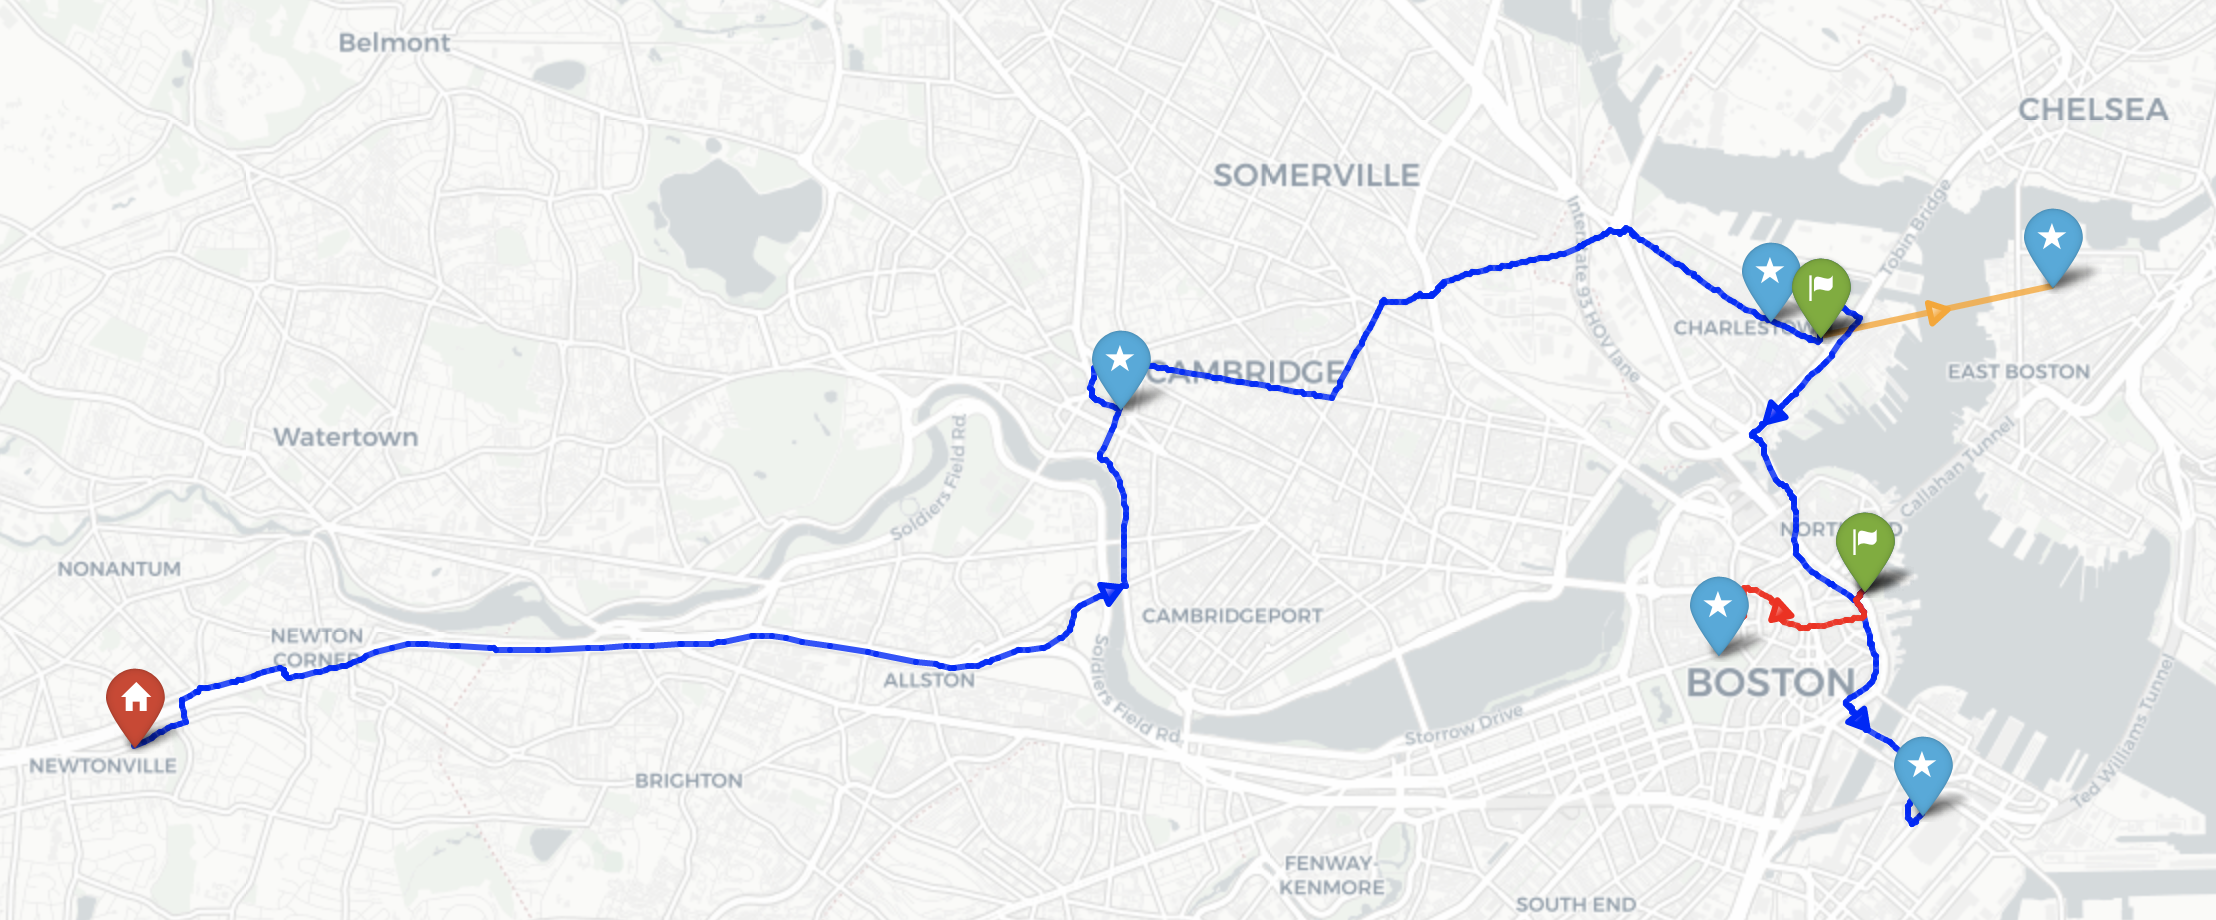 Belmont
CHELSEA
SOMERVILLE
Tobin Bridge
Interstate 93 HOV lane
CHARLESTOW
CAMBRIDGE
EAST BOSTON
Watertown
Soldiers Field Rd
Callahan Tunnel
NORTH
NONANTUM
CAMBRIDGEPORT
NEWTON
CORNER
Soldiers Field Rd
ALLSTON
BOSTON
Storrow Drive
Ted Williams Tunnel
NEWTONVILLE
BRIGHTON
FENWAY-
KENMORE
SOUTH END